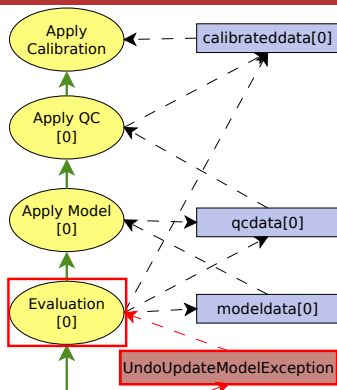 Apply
Calibration
calibrateddata[0]
Apply QC
[0]
Apply Model
[0]
qcdata[0]
Evaluation
[0]
modeldata[0]
UndoUpdateModelException